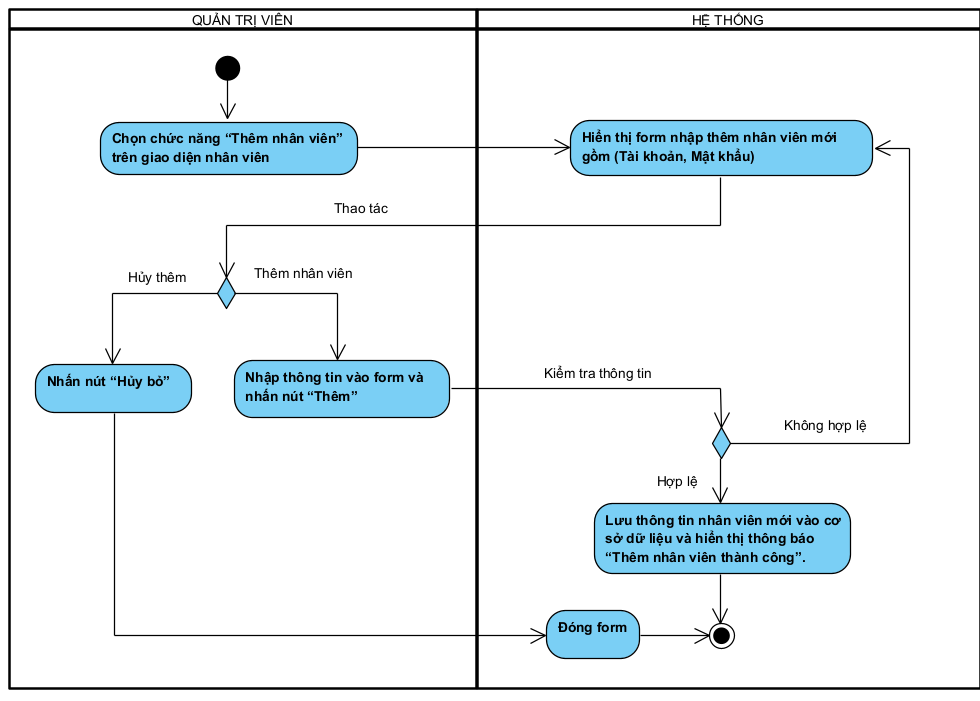 QUẢN TRỊ VIÊN
HỆ THỐNG
Chọn chức năng “Thêm nhân viên”
trên giao diện nhân viên
Hiển thị form nhập thêm nhân viên mới
gồm (Tài khoản, Mật khẩu)
Thao tác
Hủy thêm
Thêm nhân viên
Nhấn nút “Hủy bỏ”
Nhập thông tin vào form và
nhấn nút “Thêm”
Kiểm tra thông tin
Không hợp lệ
Hợp lệ
Lưu thông tin nhân viên mới vào cơ
sở dữ liệu và hiển thị thông báo
“Thêm nhân viên thành công”.
Đóng form